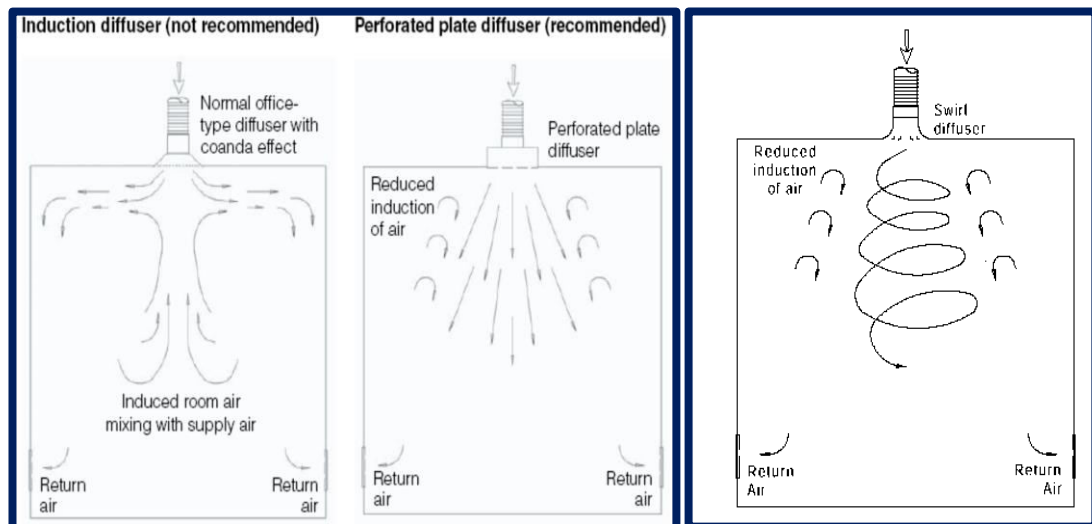 Induction diffuser (not recommended)
Normal office-
type diffuser with
coanda effect
Induced room air
mixing with supply air
Return
air
Return
air
Perforated plate diffuser (recommended)
Perforated plate
diffuser
Reduced
induction
of air
Return
air
Return
air
Swirl
diffuser
Reduced
induction
of air
Return
Air
Return
Air